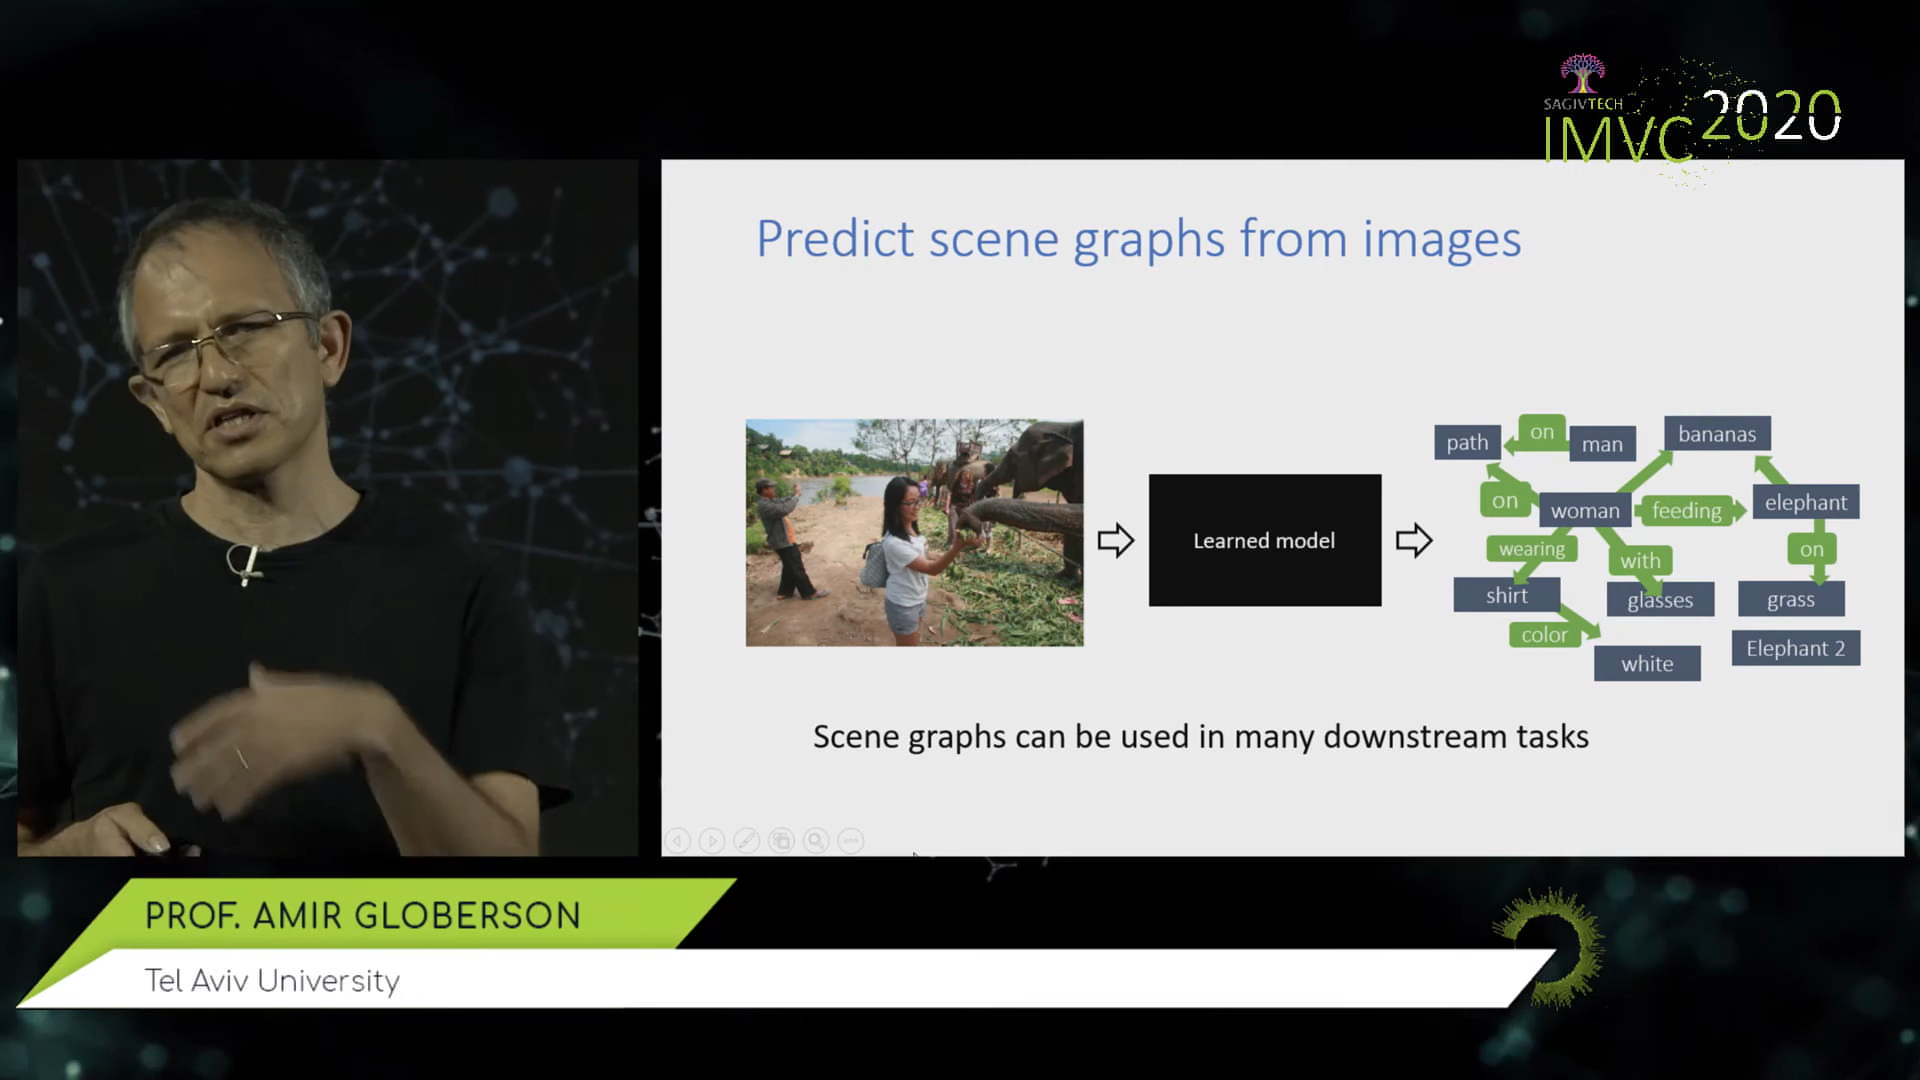 SAGIVTECH
IMVC 2020
Predict scene graphs from images
Learned model
path
on
man
bananas
on
woman
feeding
elephant
wearing
with
on
shirt
glasses
grass
color
white
Elephant 2
Scene graphs can be used in many downstream tasks
PROF. AMIR GLOBERSON
Tel Aviv University